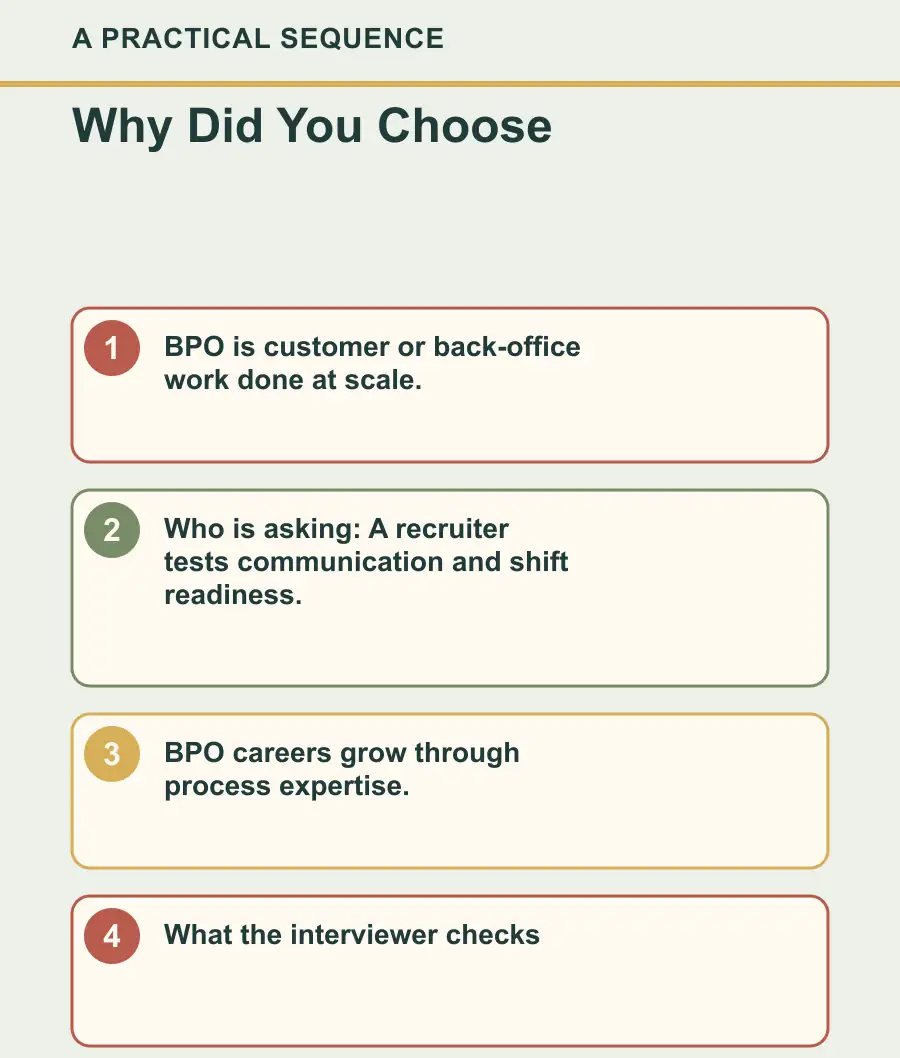 A PRACTICAL SEQUENCE
Why Did You Choose
1
BPO is customer or back-office
work done at scale.
2
Who is asking: A recruiter
tests communication and shift
readiness.
3
BPO careers grow through
process expertise.
4
What the interviewer checks